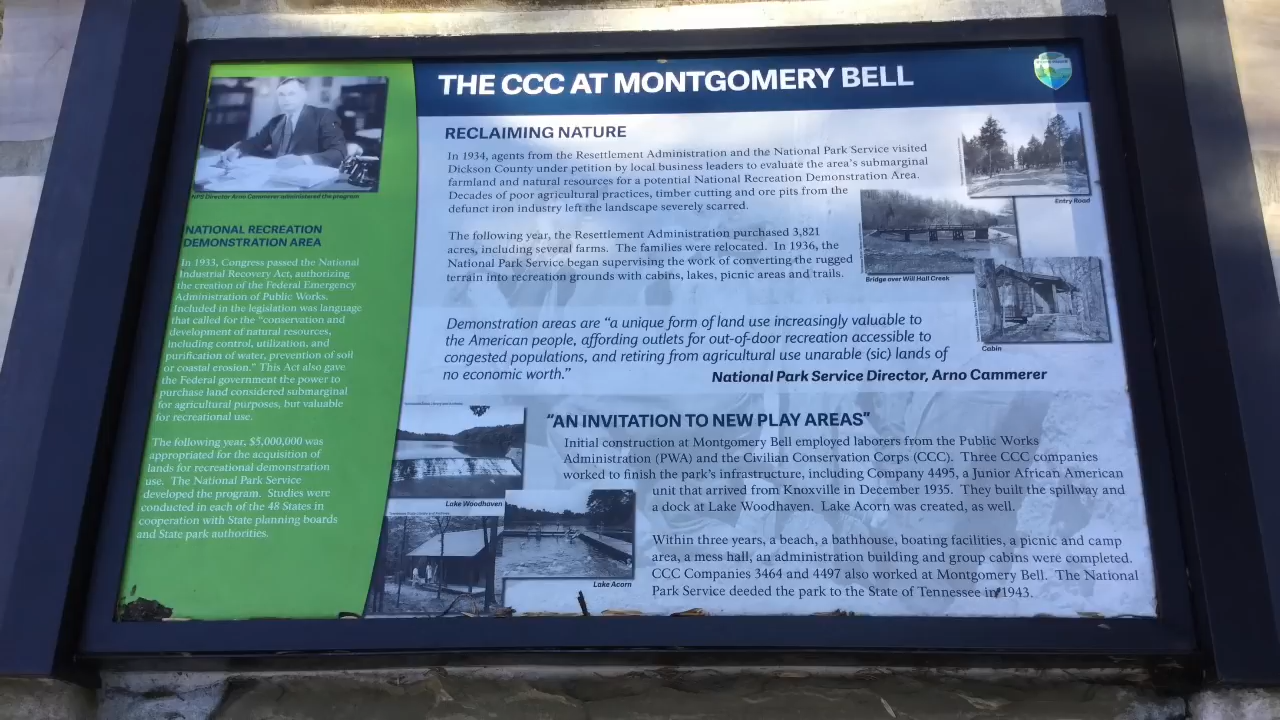 THE CCC AT MONTGOMERY BELL
NPS Director Arno Cammerer administered the program
NATIONAL RECREATION
DEMONSTRATION AREA
In 1933, Congress passed the National
Industrial Recovery Act, authorizing
the creation of the Federal Emergency
Administration of Public Works.
Included in the legislation was language
that called for the "conservation and
development of natural resources,
including control, utilization, and
purification of water, prevention of soil
or coastal erosion." This Act also gave
the Federal government the power to
purchase land considered submarginal
for agricultural purposes, but valuable
for recreational use.
The following year, $5,000,000 was
appropriated for the acquisition of
lands for recreational demonstration
use. The National Park Service
developed the program. Studies were
conducted in each of the 48 States in
cooperation with State planning boards
and State park authorities.
RECLAIMING NATURE
In 1934, agents from the Resettlement Administration and the National Park Service visited
Dickson County under petition by local business leaders to evaluate the area's submarginal
farmland and natural resources for a potential National Recreation Demonstration Area.
Decades of poor agricultural practices, timber cutting and ore pits from the
defunct iron industry left the landscape severely scarred.
The following year, the Resettlement Administration purchased 3,821
acres, including several farms. The families were relocated. In 1936, the
National Park Service began supervising the work of converting the rugged
terrain into recreation grounds with cabins, lakes, picnic areas and trails.
Entry Road
Bridge over Will Hall Creek
Cabin
Demonstration areas are "a unique form of land use increasingly valuable to
the American people, affording outlets for out-of-door recreation accessible to
congested populations, and retiring from agricultural use unarable (sic) lands of
no economic worth."
National Park Service Director, Arno Cammerer
"AN INVITATION TO NEW PLAY AREAS"
Initial construction at Montgomery Bell employed laborers from the Public Works
Administration (PWA) and the Civilian Conservation Corps (CCC). Three CCC companies
worked to finish the park's infrastructure, including Company 4495, a Junior African American
unit that arrived from Knoxville in December 1935. They built the spillway and
a dock at Lake Woodhaven. Lake Acorn was created, as well.
Within three years, a beach, a bathhouse, boating facilities, a picnic and camp
area, a mess hall, an administration building and group cabins were completed.
CCC Companies 3464 and 4497 also worked at Montgomery Bell. The National
Park Service deeded the park to the State of Tennessee in 1943.
Lake Woodhaven
Lake Acorn